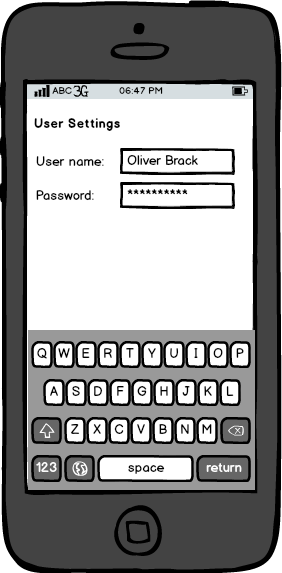 ABC 3G 06:47 PM
User Settings
User name: Oliver Brack
Password: **********
Q W E R T Y U I O P
A S D F G H J K L
Z X C V B N M
123 space return